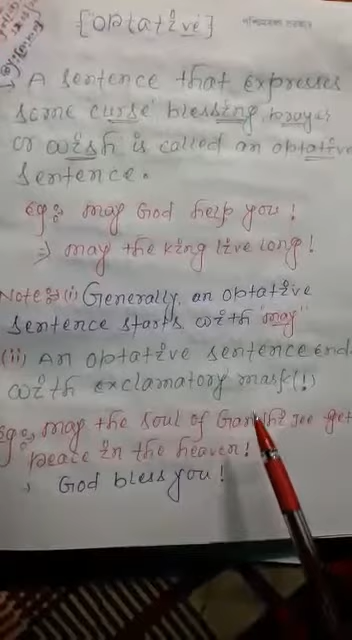 [Optative]
→ A sentence that expresses
some curse blessing, prayer
or wish is called an optative
sentence.
eg: may God help you!
⇒ may the king live long!
Note: (i) Generally, an optative
sentence starts with "may"
(ii) An optative sentence end
with exclamatory mark(!)
eg: may the soul of Gandhi Jee get
peace in the heaven!
God bless you!